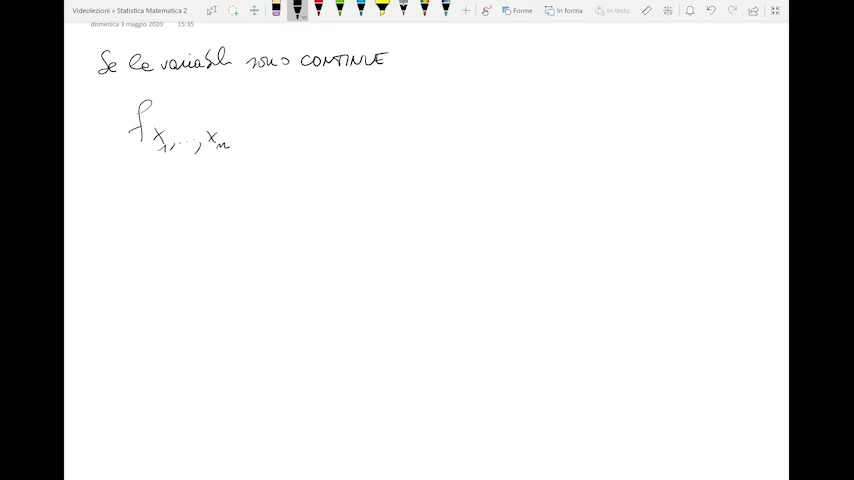 Videolezioni » Statistica Matematica 2
Forme
In forma
In testo
domenica 3 maggio 2020 15:35
Se le variabili sono CONTINUE
f x1, ..., xn